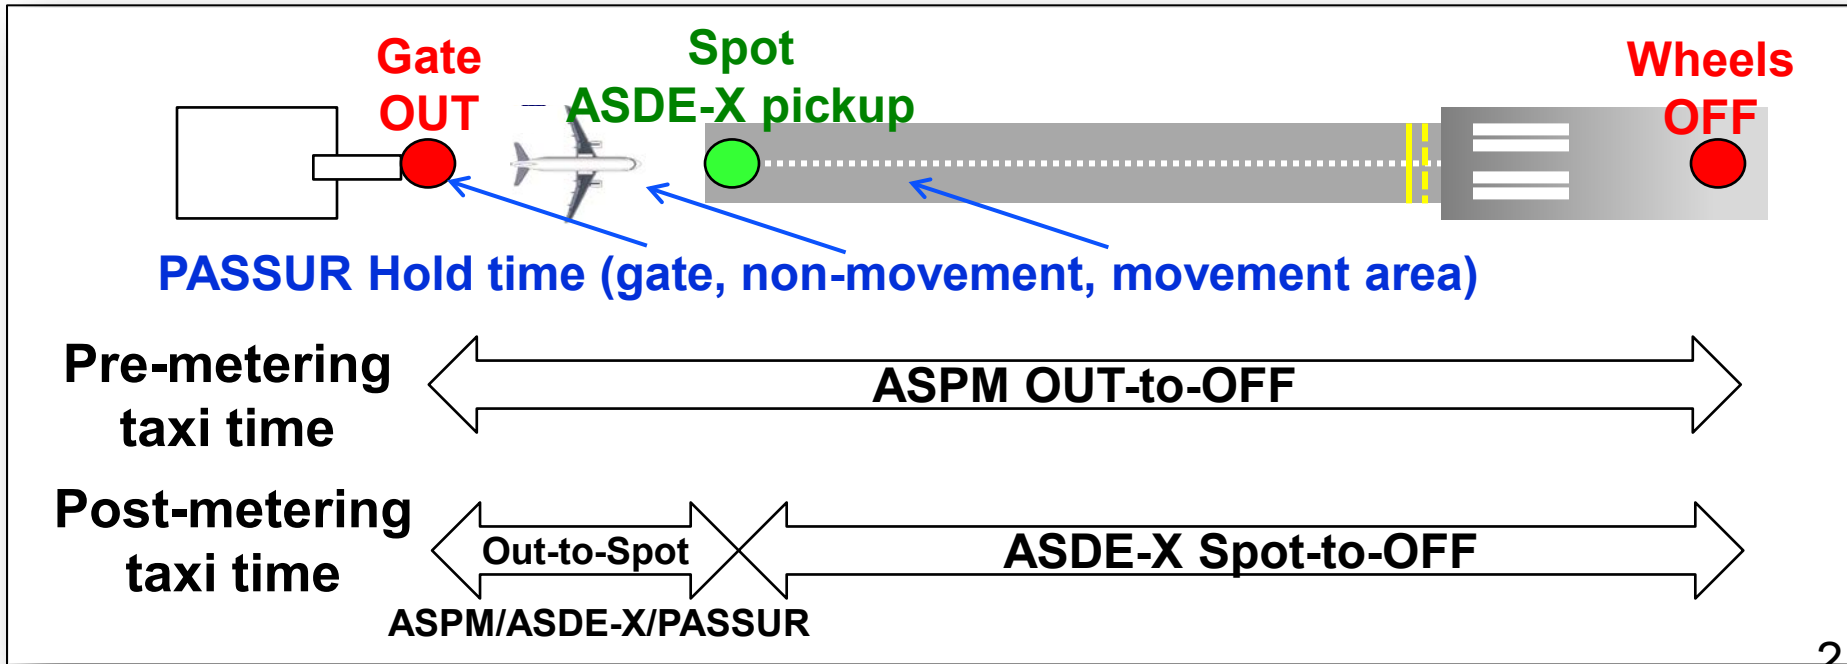 Gate
OUT
Spot
ASDE-X pickup
Wheels
OFF
PASSUR Hold time (gate, non-movement, movement area)
Pre-metering
taxi time
ASPM OUT-to-OFF
Post-metering
taxi time
Out-to-Spot
ASDE-X Spot-to-OFF
ASPM/ASDE-X/PASSUR